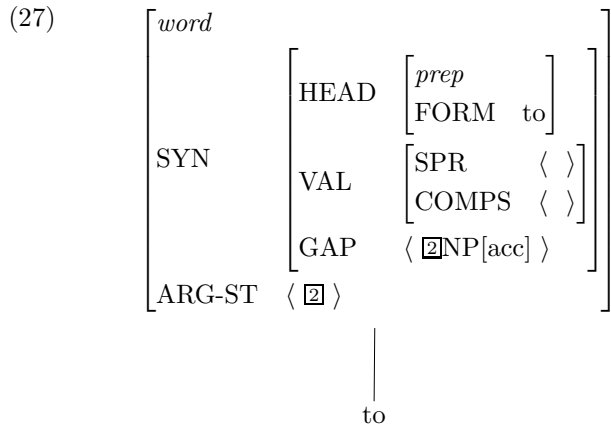 (27)
word
HEAD prep
FORM to
SYN VAL SPR ⟨ ⟩
COMPS ⟨ ⟩
GAP ⟨ 2NP[acc] ⟩
ARG-ST ⟨ 2 ⟩
to